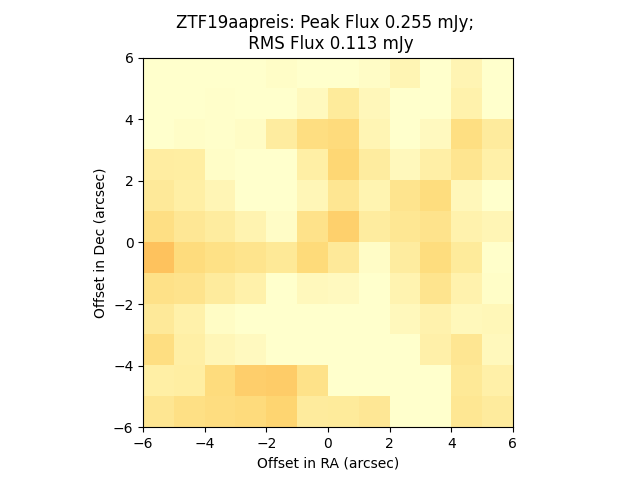 ZTF19aapreis: Peak Flux 0.255 mJy;
RMS Flux 0.113 mJy
6
4
2
0
−2
−4
−6
Offset in Dec (arcsec)
−6 −4 −2 0 2 4 6
Offset in RA (arcsec)